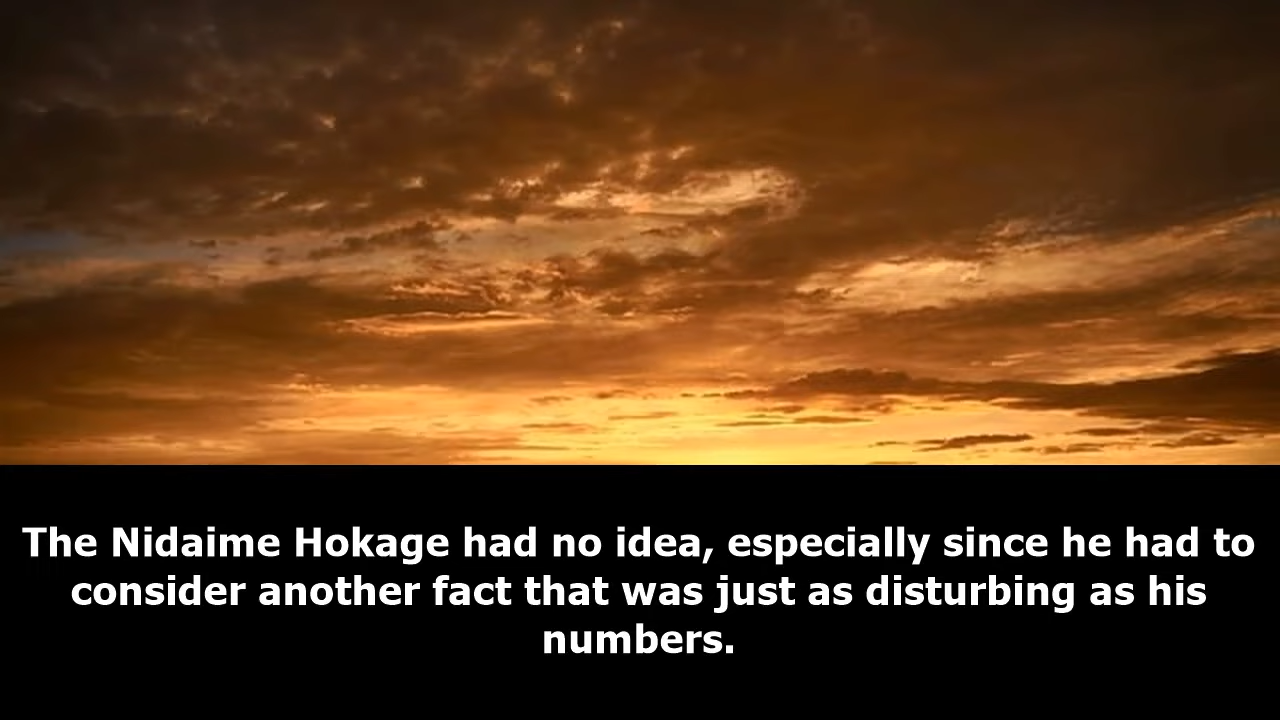 The Nidaime Hokage had no idea, especially since he had to
consider another fact that was just as disturbing as his
numbers.